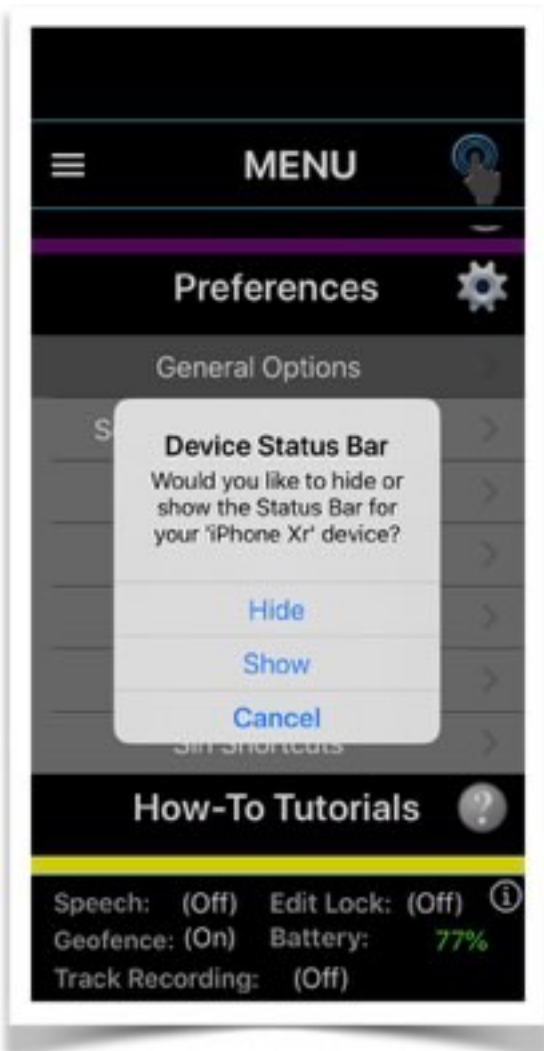 MENU
Preferences
General Options
S
Device Status Bar
Would you like to hide or
show the Status Bar for
your 'iPhone Xr' device?
Hide
Show
Cancel
Siri Shortcuts
How-To Tutorials
?
Speech: (Off) Edit Lock: (Off) i
Geofence: (On) Battery: 77%
Track Recording: (Off)